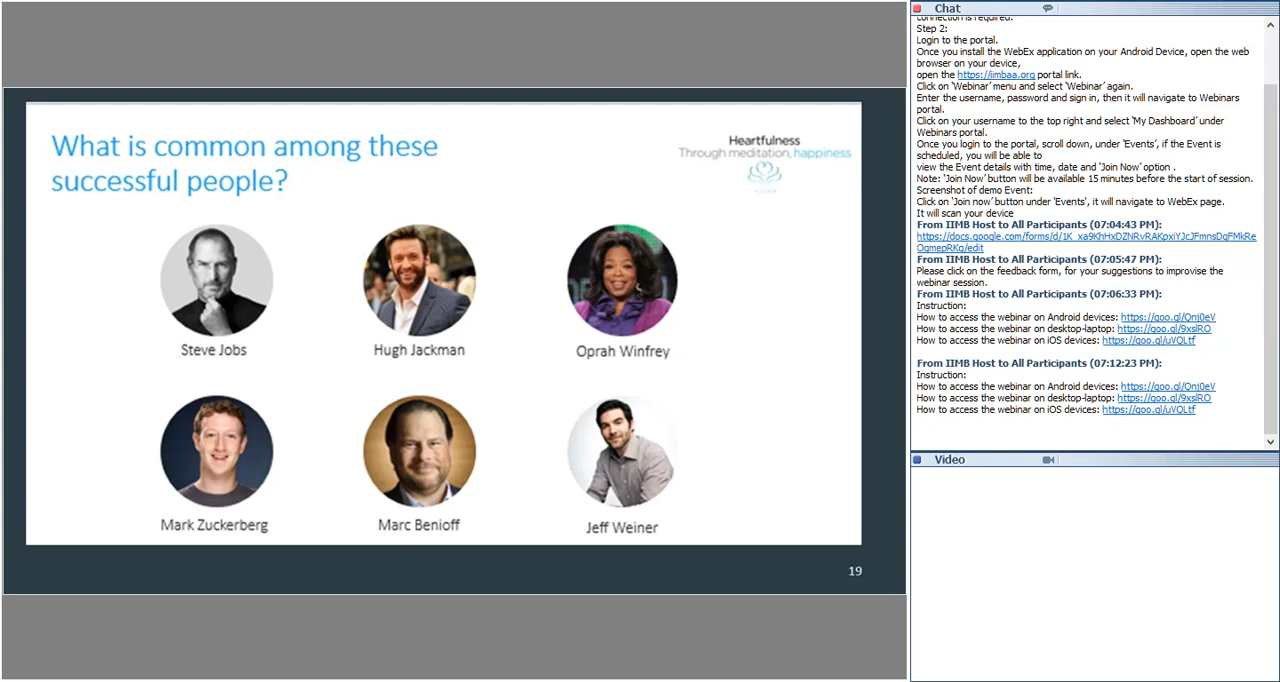 What is common among these
successful people?
Heartfulness
Through meditation, happiness
Steve Jobs
Hugh Jackman
Oprah Winfrey
Mark Zuckerberg
Marc Benioff
Jeff Weiner
19
Chat
connection is required.
Step 2:
Login to the portal.
Once you install the WebEx application on your Android Device, open the web
browser on your device,
open the https://iimbaa.org portal link.
Click on 'Webinar' menu and select 'Webinar' again.
Enter the username, password and sign in, then it will navigate to Webinars
portal.
Click on your username to the top right and select 'My Dashboard' under
Webinars portal.
Once you login to the portal, scroll down, under 'Events', if the Event is
scheduled, you will be able to
view the Event details with time, date and 'Join Now' option .
Note: 'Join Now' button will be available 15 minutes before the start of session.
Screenshot of demo Event:
Click on 'Join now' button under 'Events', it will navigate to WebEx page.
It will scan your device
From IIMB Host to All Participants (07:04:43 PM):
From IIMB Host to All Participants (07:05:47 PM):
Please click on the feedback form, for your suggestions to improvise the
webinar session.
From IIMB Host to All Participants (07:06:33 PM):
Instruction:
How to access the webinar on Android devices: https://goo.gl/Qnj0eV
How to access the webinar on desktop-laptop: https://goo.gl/9xslRO
How to access the webinar on iOS devices: https://goo.gl/uVQLtf
From IIMB Host to All Participants (07:12:23 PM):
Instruction:
How to access the webinar on Android devices: https://goo.gl/Qnj0eV
How to access the webinar on desktop-laptop: https://goo.gl/9xslRO
How to access the webinar on iOS devices: https://goo.gl/uVQLtf
Video